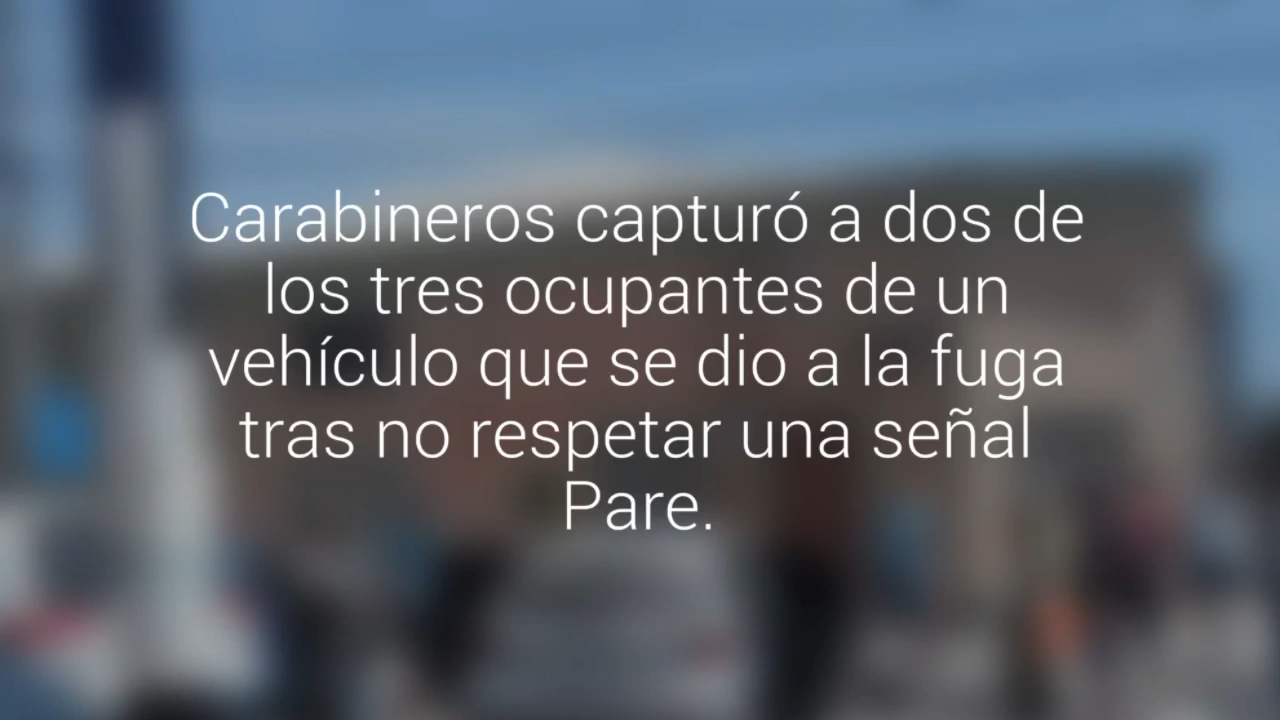 Carabineros capturó a dos de
los tres ocupantes de un
vehículo que se dio a la fuga
tras no respetar una señal
Pare.